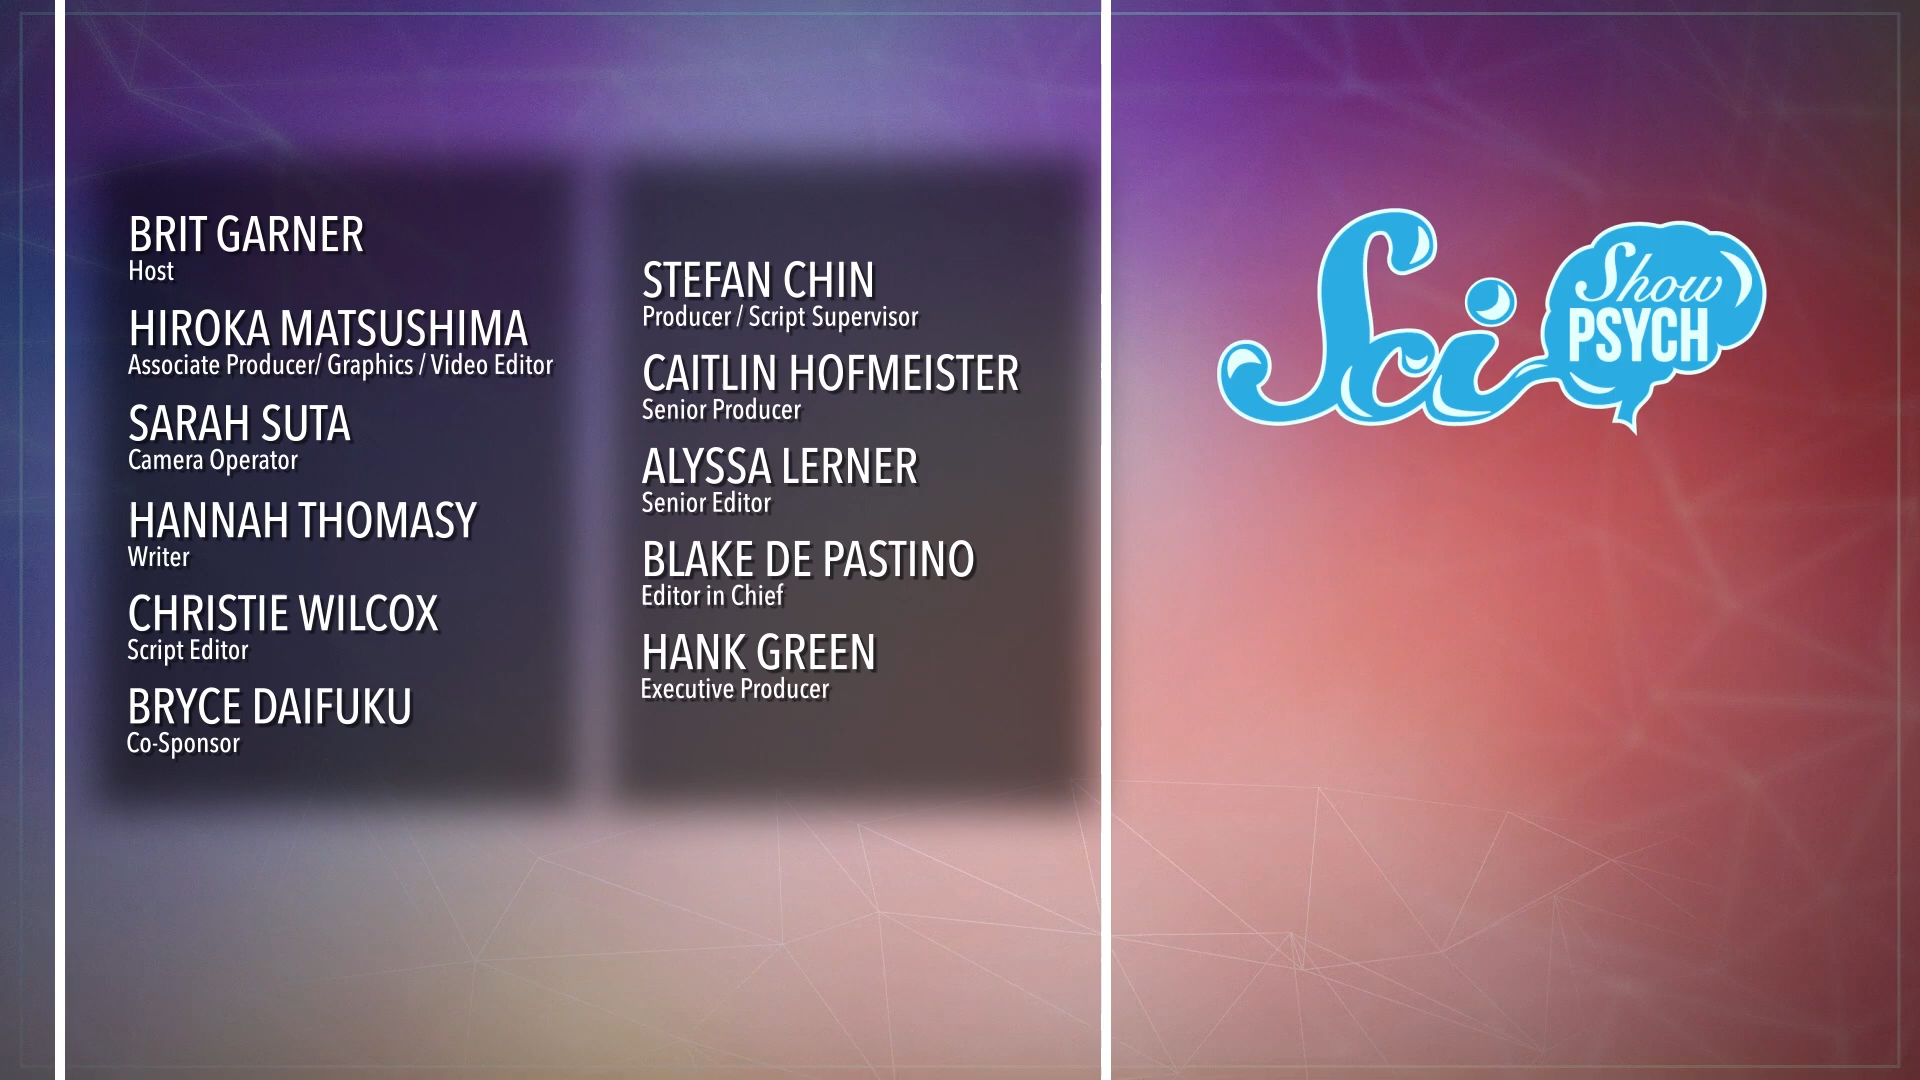 BRIT GARNER
Host
HIROKA MATSUSHIMA
Associate Producer/ Graphics / Video Editor
SARAH SUTA
Camera Operator
HANNAH THOMASY
Writer
CHRISTIE WILCOX
Script Editor
BRYCE DAIFUKU
Co-Sponsor
STEFAN CHIN
Producer / Script Supervisor
CAITLIN HOFMEISTER
Senior Producer
ALYSSA LERNER
Senior Editor
BLAKE DE PASTINO
Editor in Chief
HANK GREEN
Executive Producer
Sci Show
PSYCH